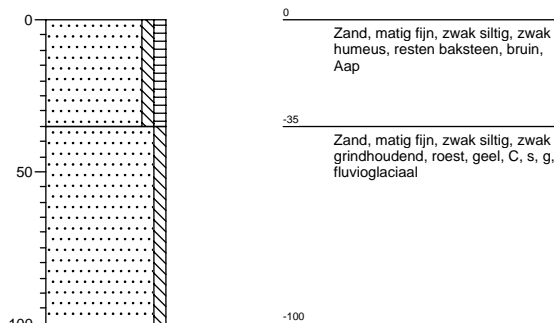 0
0
Zand, matig fijn, zwak siltig, zwak
humeus, resten baksteen, bruin,
Aap
-35
Zand, matig fijn, zwak siltig, zwak
grindhoudend, roest, geel, C, s, g,
fluvioglaciaal
50
-100
100